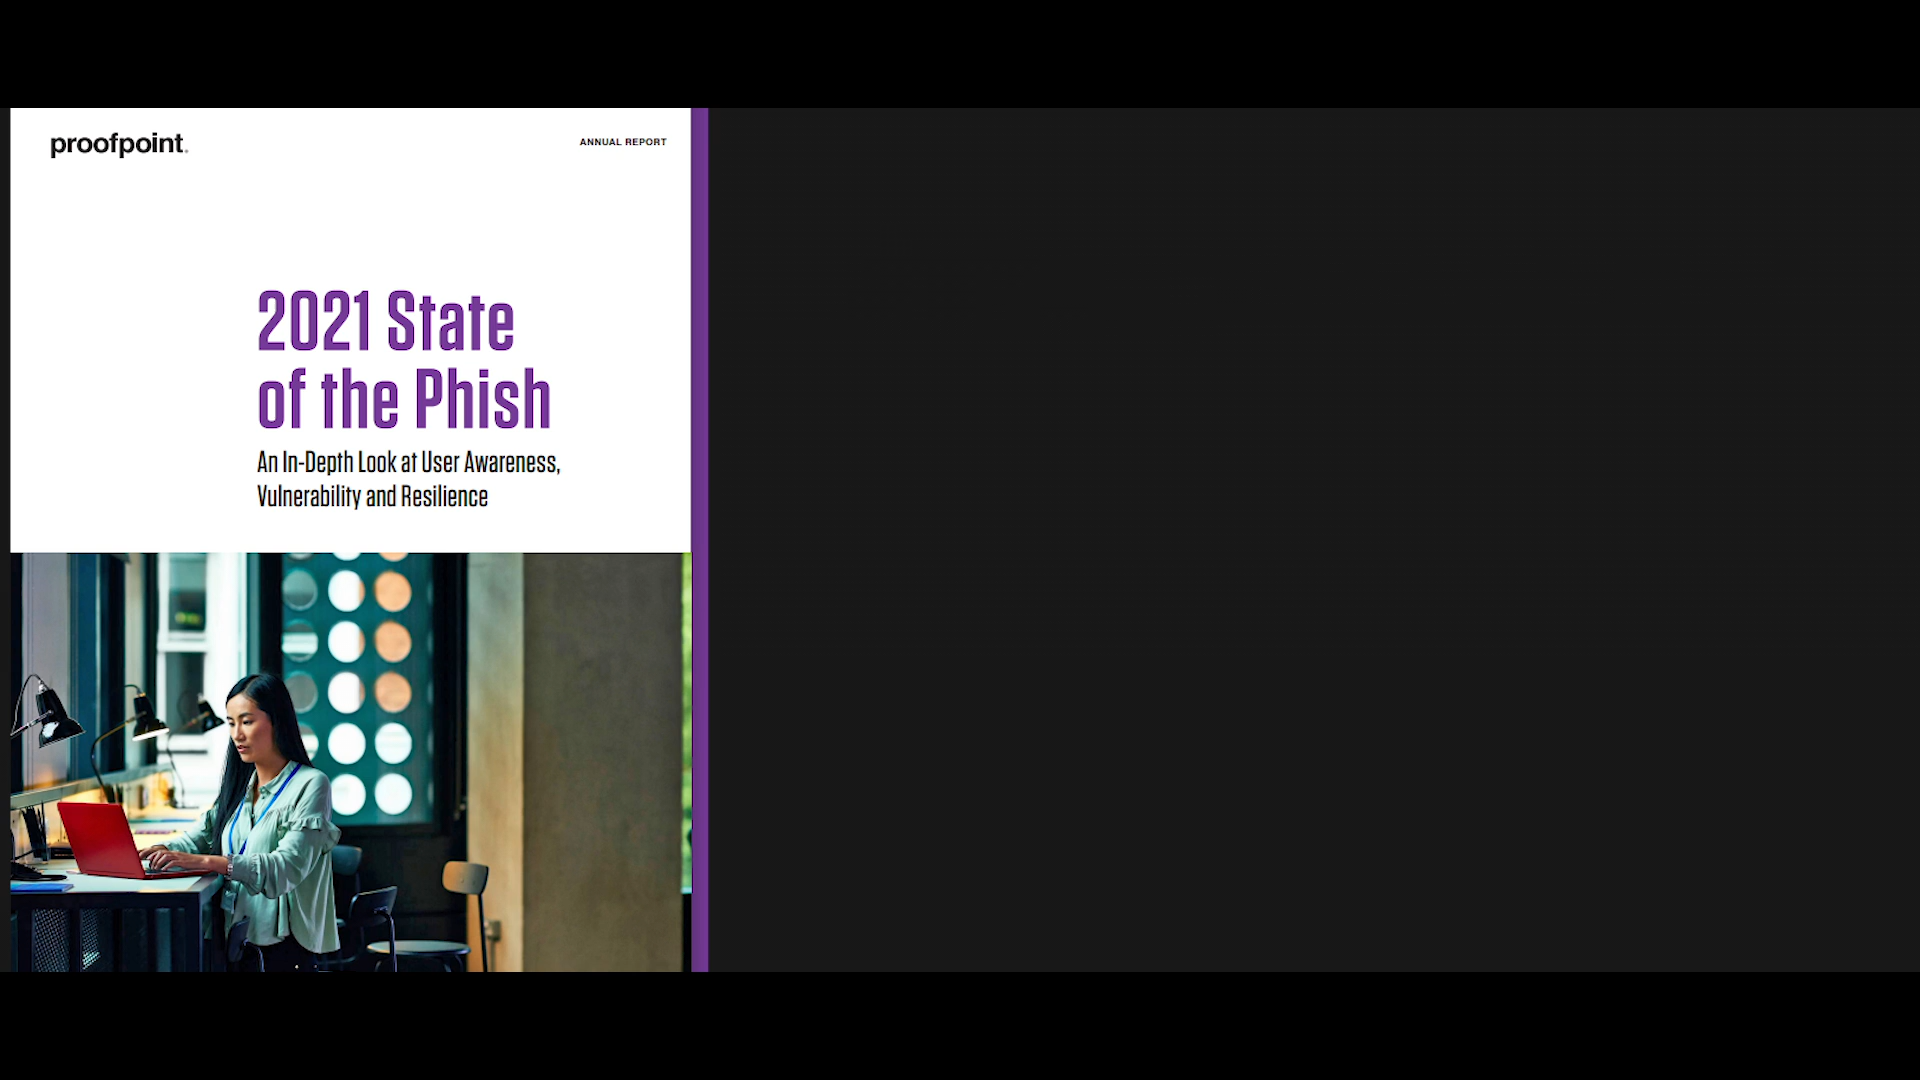 proofpoint.
ANNUAL REPORT
2021 State
of the Phish
An In-Depth Look at User Awareness,
Vulnerability and Resilience